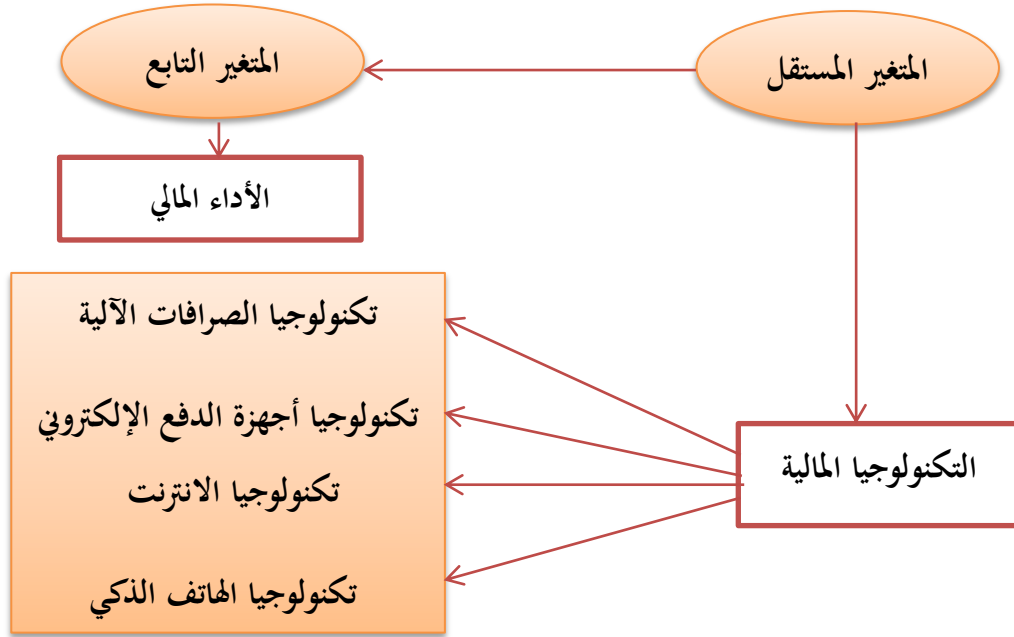 المتغير المستقل
المتغير التابع
الأداء المالي
التكنولوجيا المالية
تكنولوجيا الصرافات الآلية
تكنولوجيا أجهزة الدفع الإلكتروني
تكنولوجيا الانترنت
تكنولوجيا الهاتف الذكي